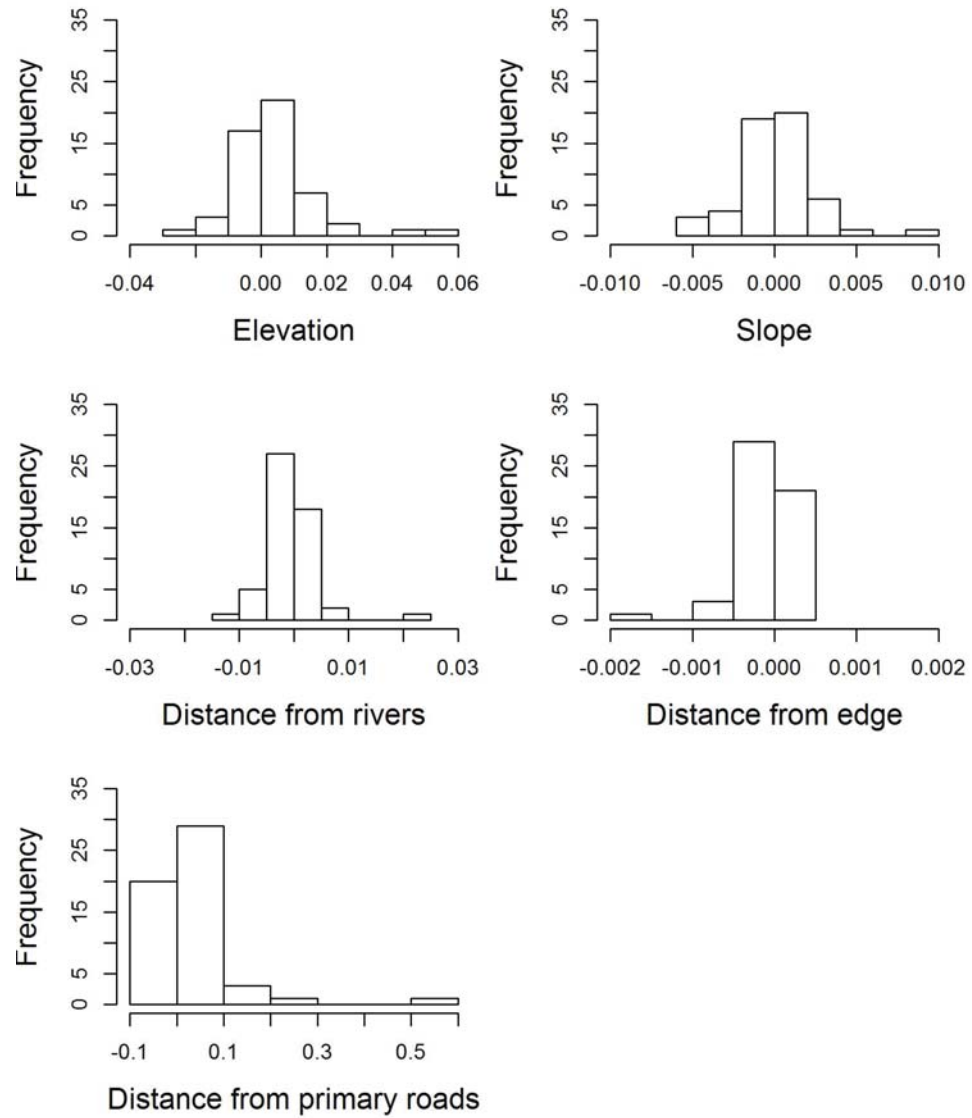 Frequency
35
25
15
5
0
-0.04 0.00 0.02 0.04 0.06
Elevation
Frequency
35
25
15
5
0
-0.010 -0.005 0.000 0.005 0.010
Slope
Frequency
35
25
15
5
0
-0.03 -0.01 0.01 0.03
Distance from rivers
Frequency
35
25
15
5
0
-0.002 -0.001 0.000 0.001 0.002
Distance from edge
Frequency
35
25
15
5
0
-0.1 0.1 0.3 0.5
Distance from primary roads